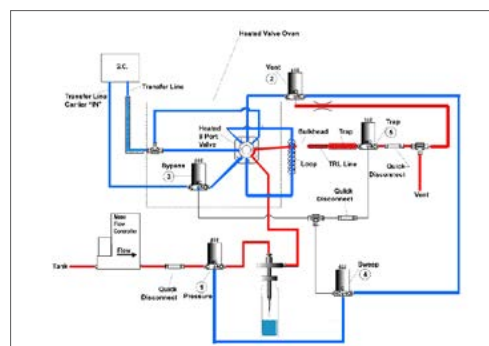 Heated Valve Oven
G.C.
Transfer Line
Transfer Line
Carrier "IN"
Vent
2
Heated
8 Port
Valve
Bulkhead
Trap
Trap
5
Loop
TRL Line
Quick
Disconnect
Bypass
3
Quick
Disconnect
Vent
Mass
Flow
Controller
Flow
Tank
Quick
Disconnect
1
Pressure
Sweep
4